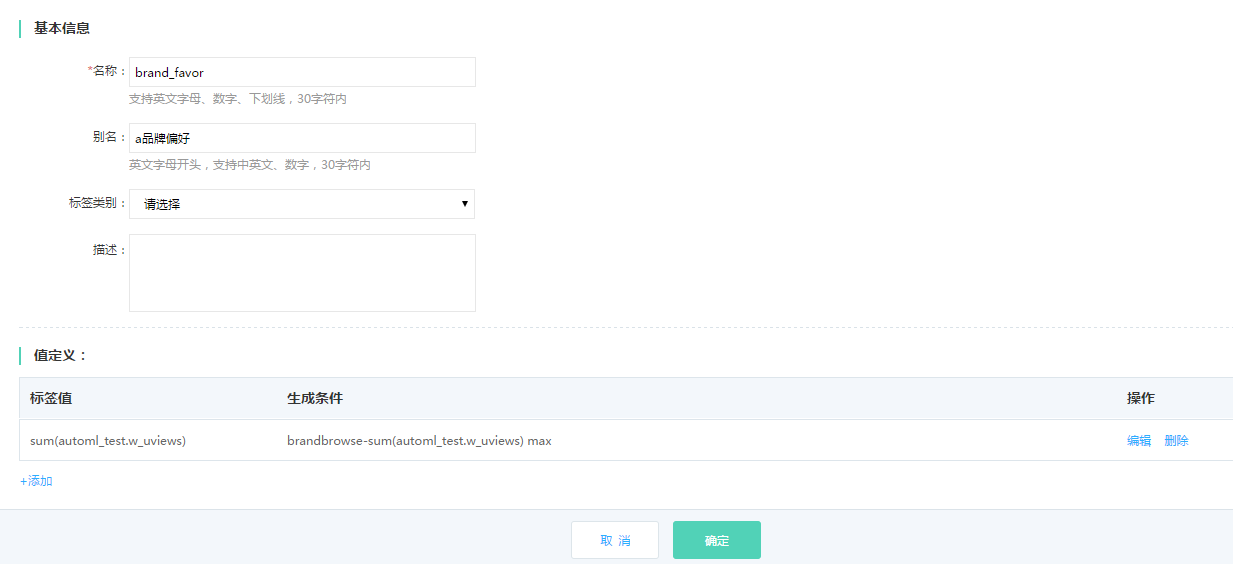 基本信息
*名称： brand_favor
支持英文字母、数字、下划线，30字符内
别名： a品牌偏好
英文字母开头，支持中英文、数字，30字符内
标签类别： 请选择
描述：
值定义：
标签值 生成条件 操作
sum(automl_test.w_uviews) brandbrowse-sum(automl_test.w_uviews) max 编辑 删除
+添加
取 消 确定